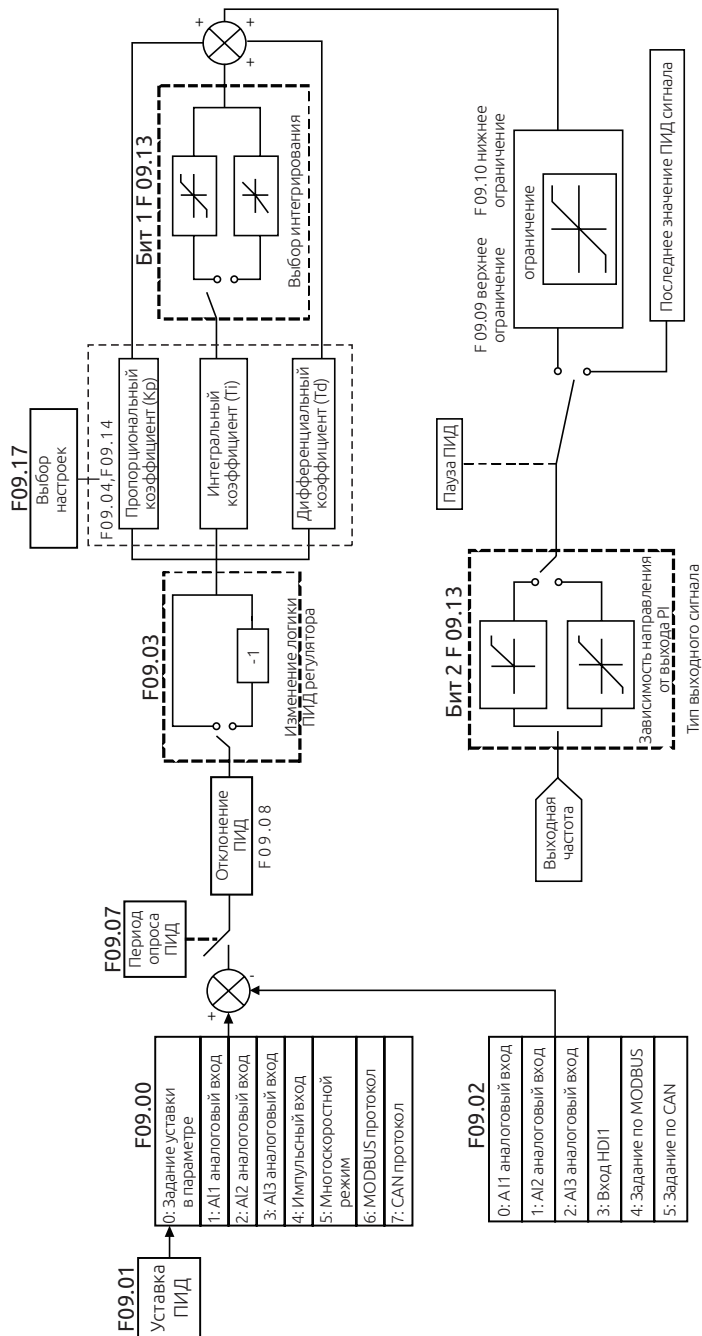 F09.01
Уставка
ПИД
F09.00
0: Задание уставки
в параметре
1: AI1 аналоговый вход
2: AI2 аналоговый вход
3: AI3 аналоговый вход
4: Импульсный вход
5: Многоскоростной
режим
6: MODBUS протокол
7: CAN протокол
F09.02
0: AI1 аналоговый вход
1: AI2 аналоговый вход
2: AI3 аналоговый вход
3: Вход HDI1
4: Задание по MODBUS
5: Задание по CAN
+
-
F09.07
Период
опроса
ПИД
Отклонение
ПИД
F09.08
F09.03
-1
Изменение логики
ПИД регулятора
F09.17
Выбор
настроек
F09.04,F09.14
Пропорциональный
коэффициент (Kp)
Интегральный
коэффициент (Ti)
Дифференциальный
коэффициент (Td)
Бит 1 F 09.13
Выбор интегрирования
+
+
+
F 09.09 верхнее
ограничение
F 09.10 нижнее
ограничение
ограничение
Последнее значение ПИД сигнала
Пауза ПИД
Бит 2 F 09.13
Зависимость направления
от выхода PI
Тип выходного сигнала
Выходная
частота